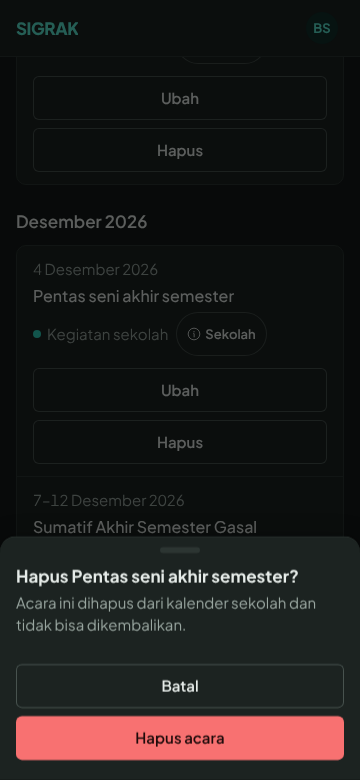 SIGRAK
BS
Ubah
Hapus
Desember 2026
4 Desember 2026
Pentas seni akhir semester
Kegiatan sekolah
Sekolah
Ubah
Hapus
7–12 Desember 2026
Sumatif Akhir Semester Gasal
Hapus Pentas seni akhir semester?
Acara ini dihapus dari kalender sekolah dan
tidak bisa dikembalikan.
Batal
Hapus acara